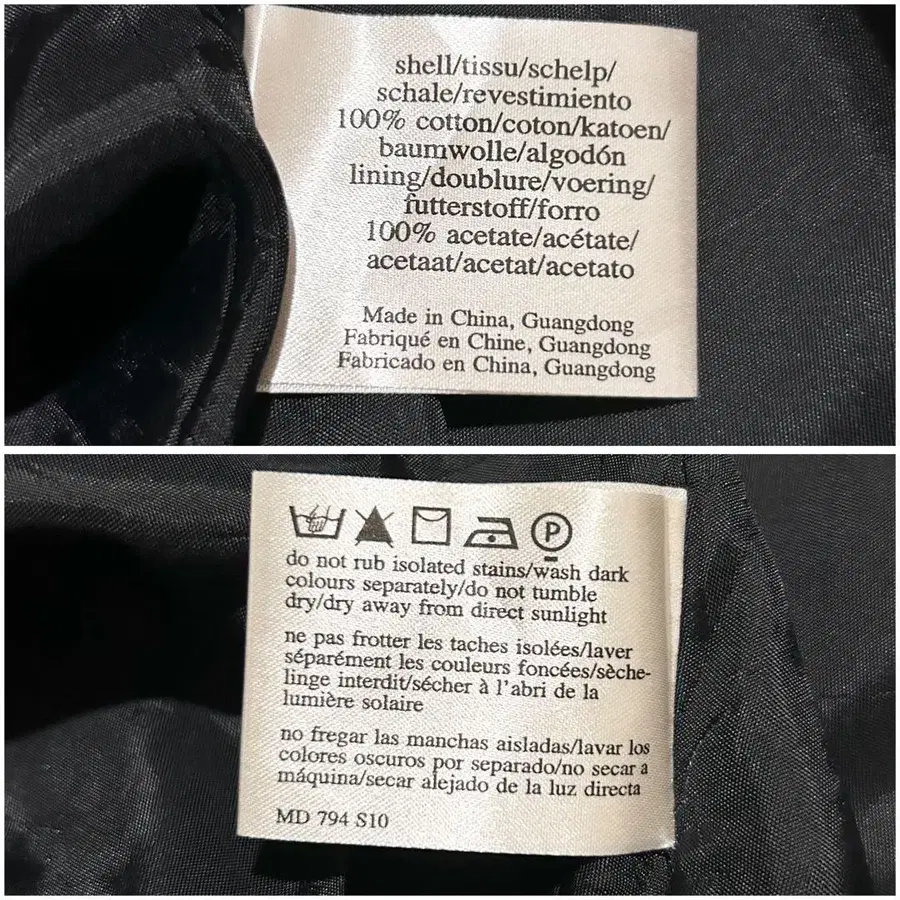 shell/tissu/schelp/
schale/revestimiento
100% cotton/coton/katoen/
baumwolle/algodón
lining/doublure/voering/
futterstoff/forro
100% acetate/acétate/
acetaat/acetat/acetato
Made in China, Guangdong
Fabriqué en Chine, Guangdong
Fabricado en China, Guangdong
P
do not rub isolated stains/wash dark
colours separately/do not tumble
dry/dry away from direct sunlight
ne pas frotter les taches isolées/laver
séparément les couleurs foncées/sèche-
linge interdit/sécher à l'abri de la
lumière solaire
no fregar las manchas aisladas/lavar los
colores oscuros por separado/no secar a
máquina/secar alejado de la luz directa
MD 794 S10